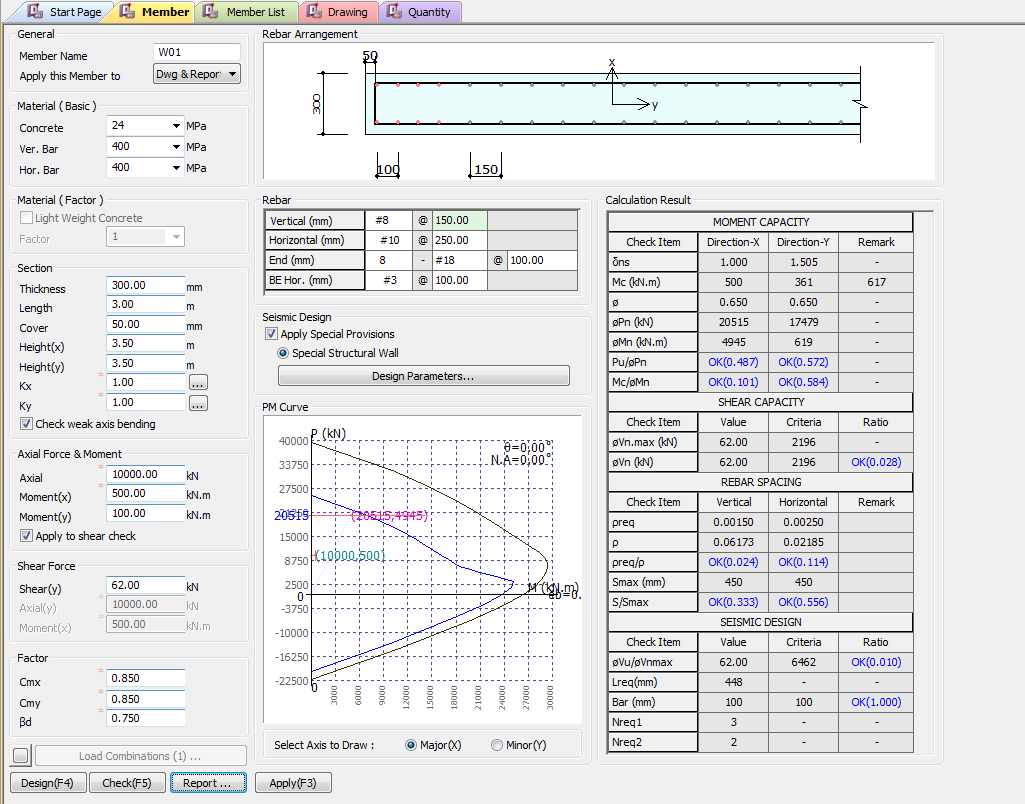 Start Page Member Member List Drawing Quantity
General
Member Name W01
Apply this Member to Dwg & Report
Material ( Basic )
Concrete 24 MPa
Ver. Bar 400 MPa
Hor. Bar 400 MPa
Material ( Factor )
Light Weight Concrete
Factor 1
Section
Thickness 300.00 mm
Length 3.00 m
Cover 50.00 mm
Height(x) 3.50 m
Height(y) 3.50 m
Kx 1.00 ...
Ky 1.00 ...
Check weak axis bending
Axial Force & Moment
Axial 10000.00 kN
Moment(x) 500.00 kN.m
Moment(y) 100.00 kN.m
Apply to shear check
Shear Force
Shear(y) 62.00 kN
Axial(y) 10000.00 kN
Moment(x) 500.00 kN.m
Factor
Cmx 0.850
Cmy 0.850
βd 0.750
Load Combinations (1) ...
Design(F4) Check(F5) Report ... Apply(F3)
Rebar Arrangement
50
300
x
y
100 150
Rebar
Vertical (mm) #8 @ 150.00
Horizontal (mm) #10 @ 250.00
End (mm) 8 - #18 @ 100.00
BE Hor. (mm) #3 @ 100.00
Seismic Design
Apply Special Provisions
Special Structural Wall
Design Parameters...
PM Curve
P (kN)
θ=0.00°
N.A=0.00°
40000
33750
27500
21250
20515
(20515,4945)
15000
(10000,500)
8750
2500
M (kN.m)
0
eb=0.
-3750
-10000
-16250
-22500
0 3000 6000 9000 12000 15000 18000 21000 24000 27000 30000
Select Axis to Draw : Major(X) Minor(Y)
Calculation Result
MOMENT CAPACITY
Check Item Direction-X Direction-Y Remark
δns 1.000 1.505 -
Mc (kN.m) 500 361 617
ø 0.650 0.650 -
øPn (kN) 20515 17479 -
øMn (kN.m) 4945 619 -
Pu/øPn OK(0.487) OK(0.572) -
Mc/øMn OK(0.101) OK(0.584) -
SHEAR CAPACITY
Check Item Value Criteria Ratio
øVn.max (kN) 62.00 2196 -
øVn (kN) 62.00 2196 OK(0.028)
REBAR SPACING
Check Item Vertical Horizontal Remark
ρreq 0.00150 0.00250
ρ 0.06173 0.02185
ρreq/ρ OK(0.024) OK(0.114)
Smax (mm) 450 450
S/Smax OK(0.333) OK(0.556)
SEISMIC DESIGN
Check Item Value Criteria Ratio
øVu/øVnmax 62.00 6462 OK(0.010)
Lreq(mm) 448 - -
Bar (mm) 100 100 OK(1.000)
Nreq1 3 - -
Nreq2 2 - -